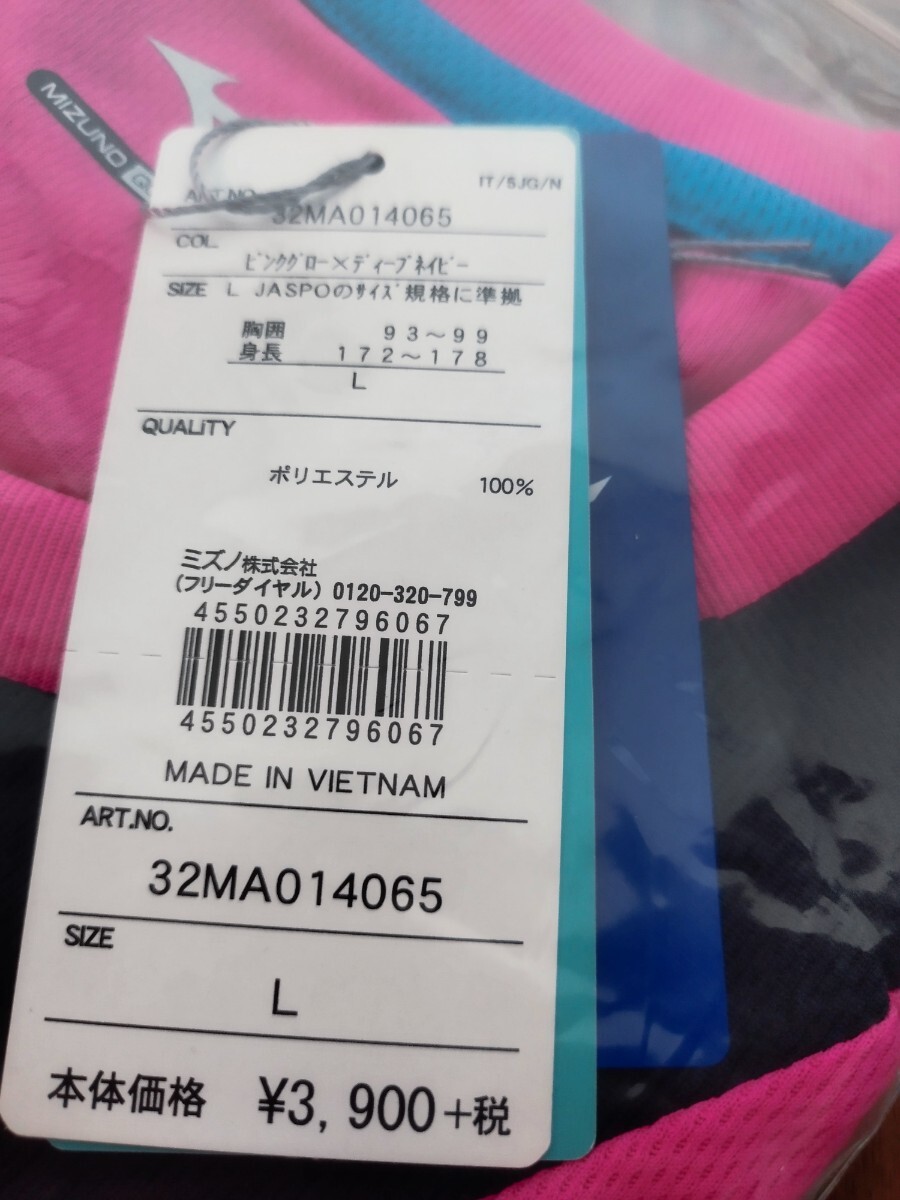 MIZUNO
IT/SJG/N
ART.NO. 32MA014065
COL. ﾋﾟﾝｸｸﾞﾛｰ×ﾃﾞｨｰﾌﾟﾈｲﾋﾞｰ
SIZE L JASPOのｻｲｽﾞ規格に準拠
胸囲 93～99
身長 172～178
L
QUALiTY
ポリエステル 100%
ミズノ株式会社
(フリーダイヤル) 0120-320-799
4550232796067
4550232796067
MADE IN VIETNAM
ART.NO.
32MA014065
SIZE
L
本体価格 ¥3,900+税